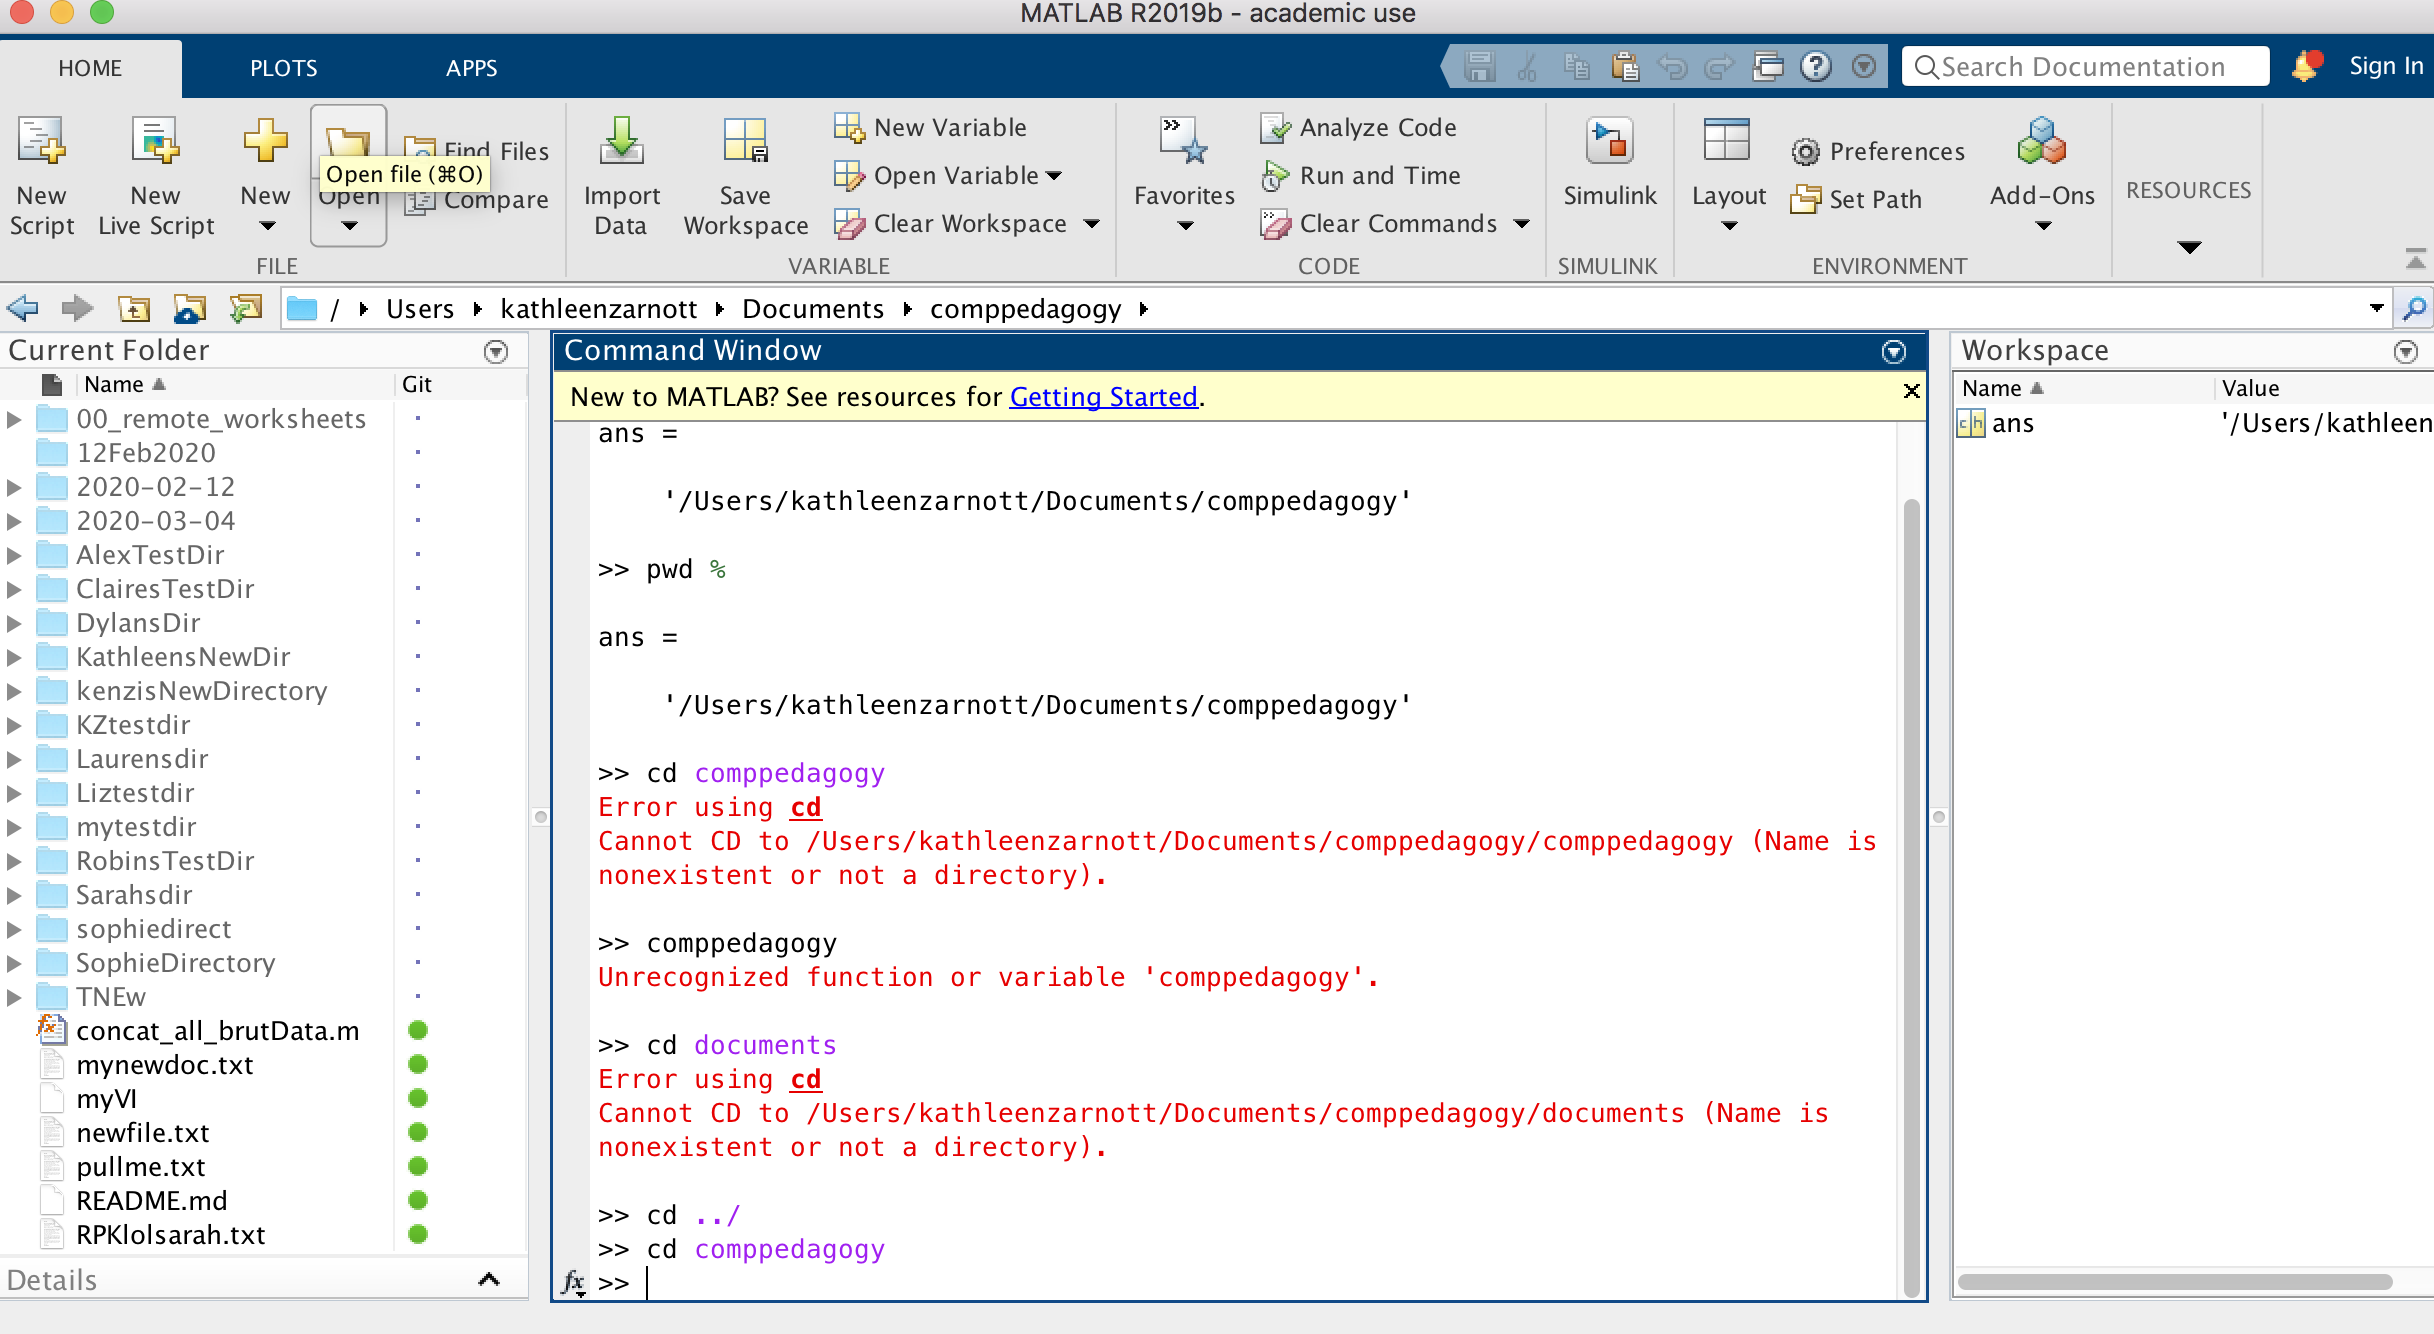 MATLAB R2019b - academic use
HOME
PLOTS
APPS
Search Documentation
Sign In
New
Script
New
Live Script
New
Open
Open file (⌘O)
Find Files
Compare
FILE
Import
Data
Save
Workspace
New Variable
Open Variable
Clear Workspace
VARIABLE
Favorites
Analyze Code
Run and Time
Clear Commands
CODE
Simulink
SIMULINK
Layout
Preferences
Set Path
Add-Ons
ENVIRONMENT
RESOURCES
/ ▸ Users ▸ kathleenzarnott ▸ Documents ▸ comppedagogy ▸
Current Folder
Name
Git
00_remote_worksheets
12Feb2020
2020-02-12
2020-03-04
AlexTestDir
ClairesTestDir
DylansDir
KathleensNewDir
kenzisNewDirectory
KZtestdir
Laurensdir
Liztestdir
mytestdir
RobinsTestDir
Sarahsdir
sophiedirect
SophieDirectory
TNEw
concat_all_brutData.m
mynewdoc.txt
myVI
newfile.txt
pullme.txt
README.md
RPKlolsarah.txt
Details
Command Window
New to MATLAB? See resources for Getting Started.
ans =
'/Users/kathleenzarnott/Documents/comppedagogy'
>> pwd %
ans =
'/Users/kathleenzarnott/Documents/comppedagogy'
>> cd comppedagogy
Error using cd
Cannot CD to /Users/kathleenzarnott/Documents/comppedagogy/comppedagogy (Name is
nonexistent or not a directory).
>> comppedagogy
Unrecognized function or variable 'comppedagogy'.
>> cd documents
Error using cd
Cannot CD to /Users/kathleenzarnott/Documents/comppedagogy/documents (Name is
nonexistent or not a directory).
>> cd ../
>> cd comppedagogy
fx >>
Workspace
Name
Value
ch ans
'/Users/kathleen